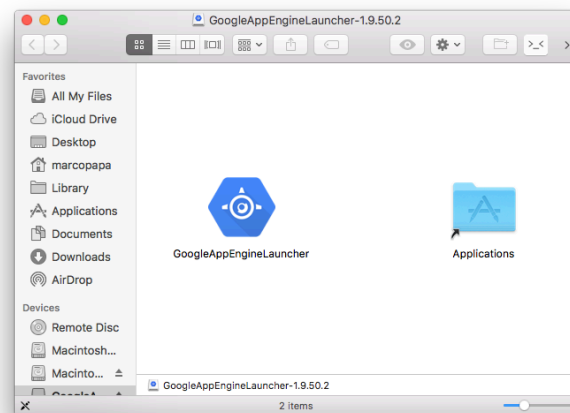 GoogleAppEngineLauncher-1.9.50.2
Favorites
All My Files
iCloud Drive
Desktop
marcopapa
Library
Applications
Documents
Downloads
AirDrop
Devices
Remote Disc
Macintosh...
Macinto...
GoogleAppEngineLauncher
Applications
GoogleAppEngineLauncher-1.9.50.2
2 items